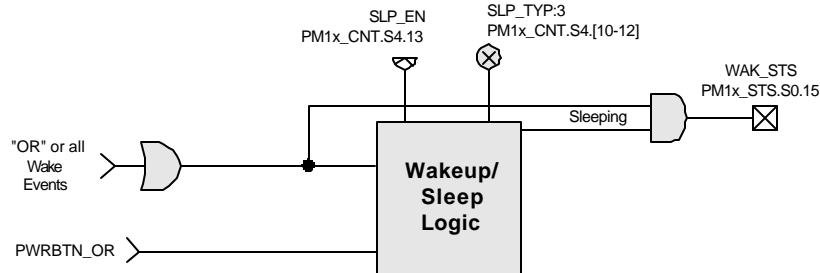 SLP_EN
PM1x_CNT.S4.13
SLP_TYP:3
PM1x_CNT.S4.[10-12]
WAK_STS
PM1x_STS.S0.15
Sleeping
"OR" or all
Wake
Events
Wakeup/
Sleep
Logic
PWRBTN_OR